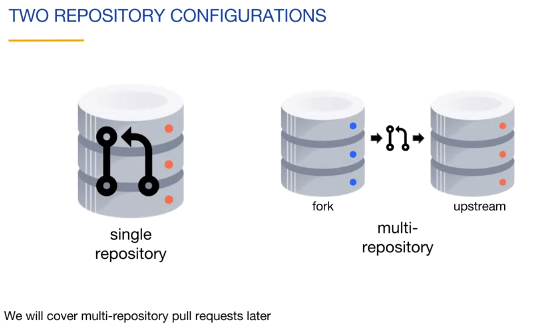 TWO REPOSITORY CONFIGURATIONS
single
repository
fork
upstream
multi-
repository
We will cover multi-repository pull requests later